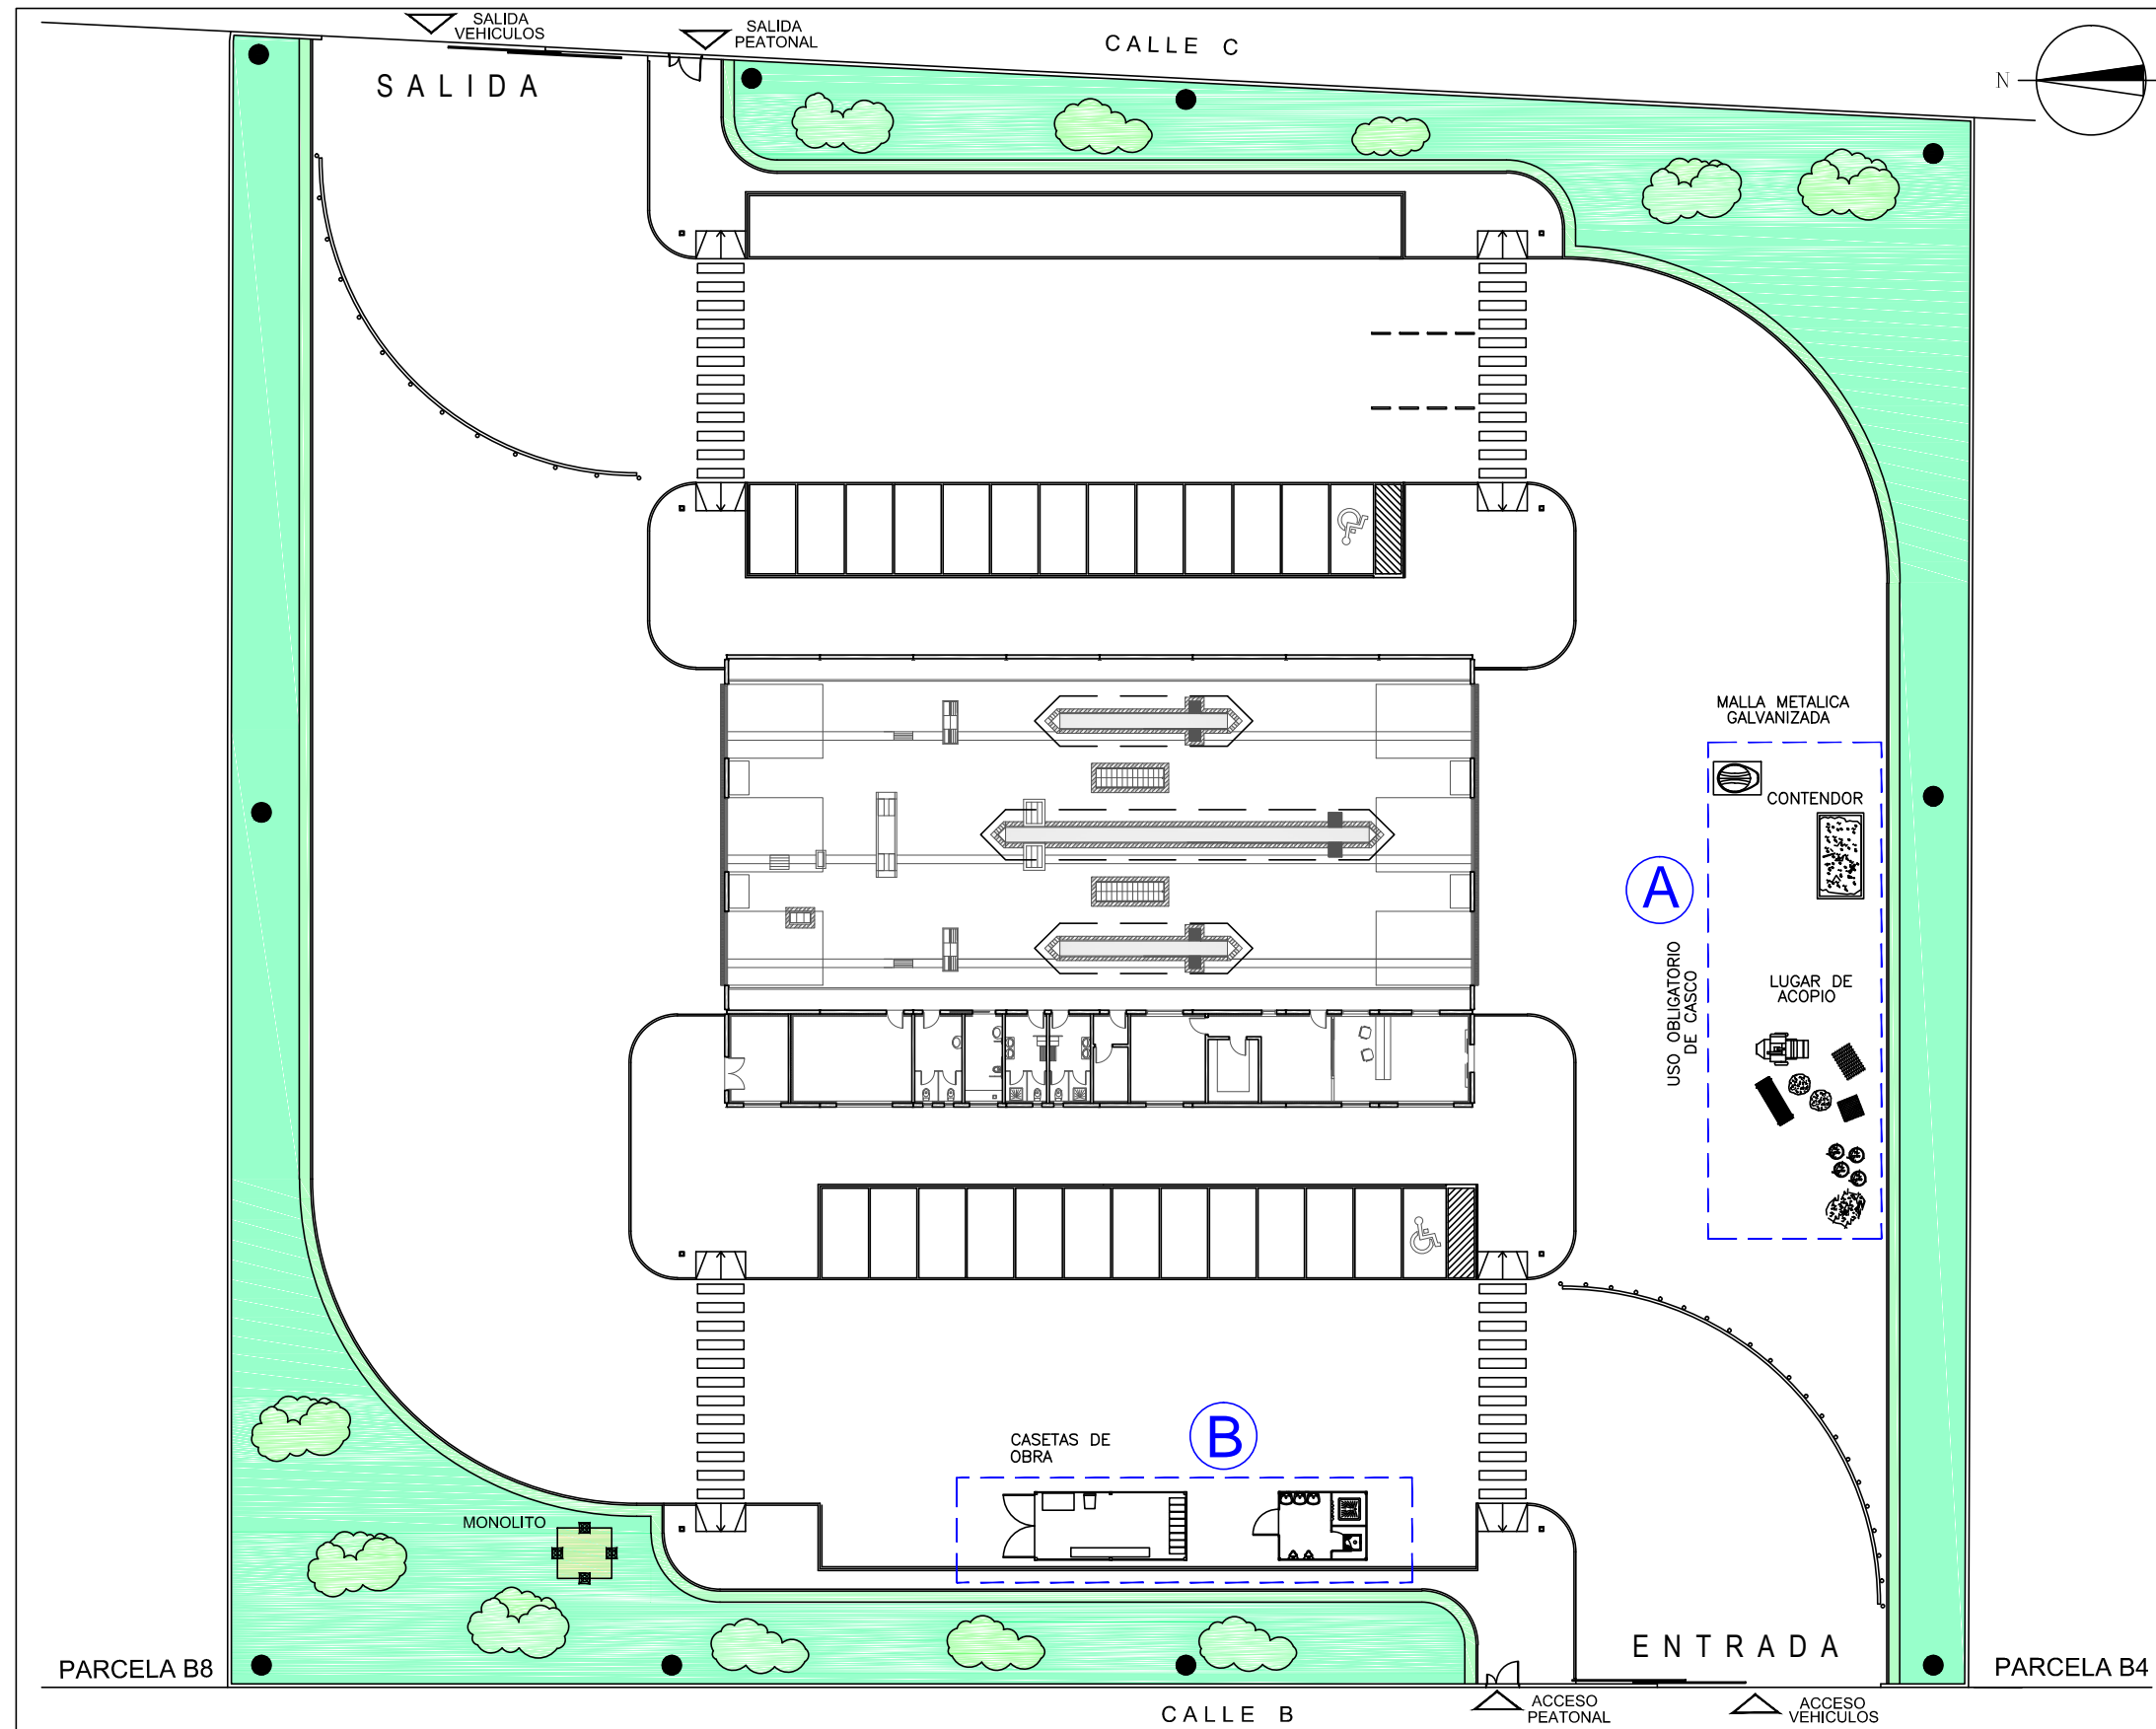 SALIDA
VEHICULOS
SALIDA
PEATONAL
CALLE C
SALIDA
N
MALLA METALICA
GALVANIZADA
CONTENDOR
A
USO OBLIGATORIO
DE CASCO
LUGAR DE
ACOPIO
B
CASETAS DE
OBRA
MONOLITO
ENTRADA
PARCELA B8
PARCELA B4
CALLE B
ACCESO
PEATONAL
ACCESO
VEHICULOS